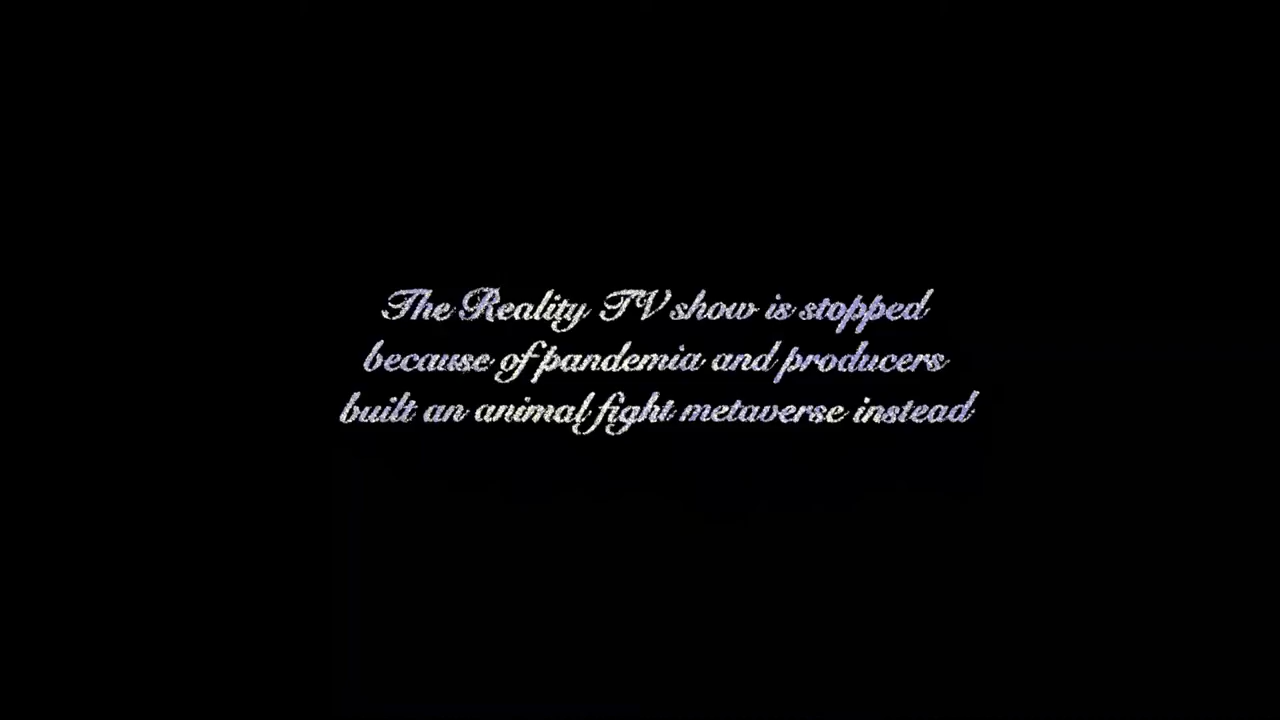 The Reality TV show is stopped
because of pandemia and producers
built an animal fight metaverse instead